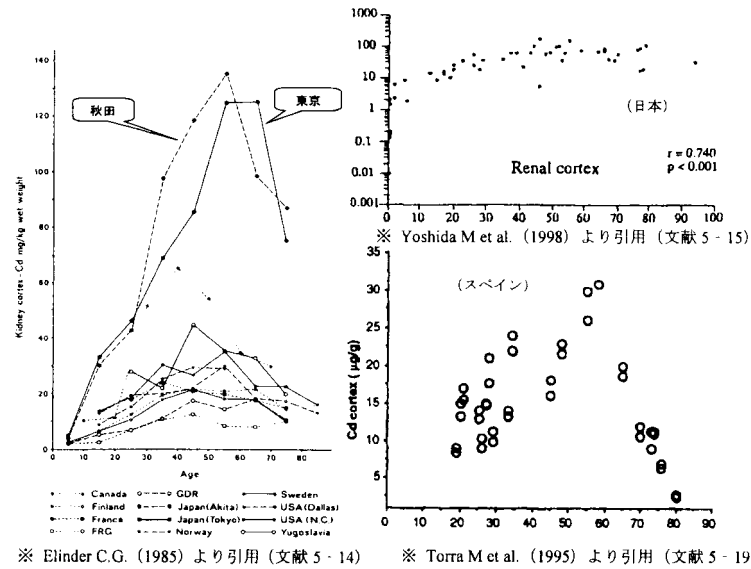 140
120
100
80
60
40
20
0
Kidney cortex - Cd mg/kg wet weight
秋田
東京
0 10 20 30 40 50 60 70 80
Age
Canada
Finland
France
FRG
GDR
Japan(Akita)
Japan(Tokyo)
Norway
Sweden
USA(Dallas)
USA(N.C.)
Yugoslavia
※ Elinder C.G.(1985)より引用(文献5-14)
1000
100
10
1
0.1
0.01
0.001
(日本)
r = 0.740
p < 0.001
Renal cortex
0 10 20 30 40 50 60 70 80 90 100
※ Yoshida M et al.(1998)より引用(文献5-15)
35
30
25
20
15
10
5
Cd cortex (µg/g)
(スペイン)
0 10 20 30 40 50 60 70 80 90
※ Torra M et al.(1995)より引用(文献5-19